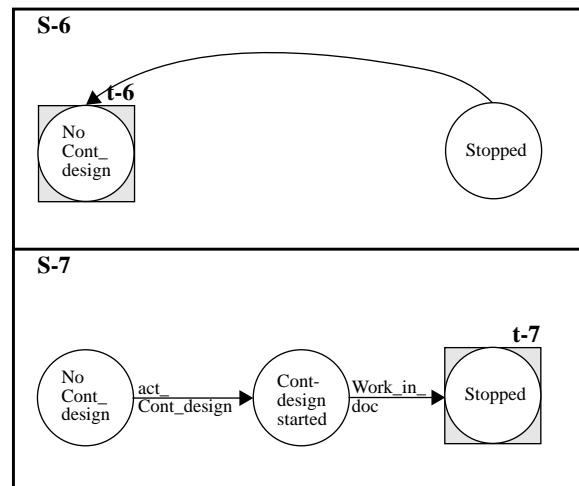 S-6
t-6
No
Cont_
design
Stopped
S-7
t-7
No
Cont_
design
act_
Cont_design
Cont-
design
started
Work_in_
doc
Stopped